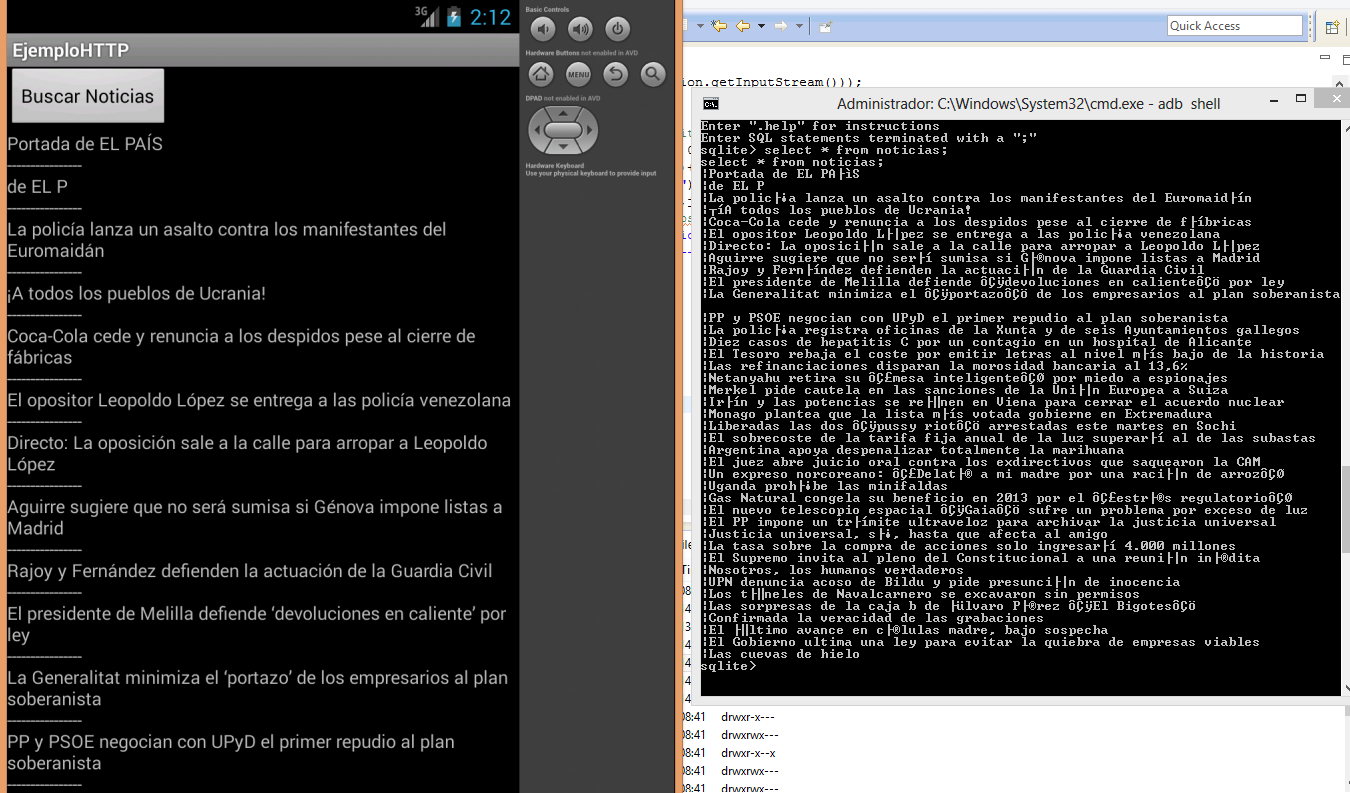 3G 2:12
EjemploHTTP
Buscar Noticias
Portada de EL PAÍS
----------------
de EL P
----------------
La policía lanza un asalto contra los manifestantes del
Euromaidán
----------------
¡A todos los pueblos de Ucrania!
----------------
Coca-Cola cede y renuncia a los despidos pese al cierre de
fábricas
----------------
El opositor Leopoldo López se entrega a las policía venezolana
----------------
Directo: La oposición sale a la calle para arropar a Leopoldo
López
----------------
Aguirre sugiere que no será sumisa si Génova impone listas a
Madrid
----------------
Rajoy y Fernández defienden la actuación de la Guardia Civil
----------------
El presidente de Melilla defiende ‘devoluciones en caliente’ por
ley
----------------
La Generalitat minimiza el ‘portazo’ de los empresarios al plan
soberanista
----------------
PP y PSOE negocian con UPyD el primer repudio al plan
soberanista
----------------
Basic Controls
Hardware Buttons not enabled in AVD
MENU
DPAD not enabled in AVD
Hardware Keyboard
Use your physical keyboard to provide input
Quick Access
ion.getInputStream()));
Administrador: C:\Windows\System32\cmd.exe - adb shell
Enter ".help" for instructions
Enter SQL statements terminated with a ";"
sqlite> select * from noticias;
select * from noticias;
¦Portada de EL PA├ìS
¦de EL P
¦La polic├¡a lanza un asalto contra los manifestantes del Euromaid├ín
¦┬íA todos los pueblos de Ucrania!
¦Coca-Cola cede y renuncia a los despidos pese al cierre de f├íbricas
¦El opositor Leopoldo L├│pez se entrega a las polic├¡a venezolana
¦Directo: La oposici├│n sale a la calle para arropar a Leopoldo L├│pez
¦Aguirre sugiere que no ser├í sumisa si G├®nova impone listas a Madrid
¦Rajoy y Fern├índez defienden la actuaci├│n de la Guardia Civil
¦El presidente de Melilla defiende ÔÇÿdevoluciones en calienteÔÇÖ por ley
¦La Generalitat minimiza el ÔÇÿportazoÔÇÖ de los empresarios al plan soberanista
¦PP y PSOE negocian con UPyD el primer repudio al plan soberanista
¦La polic├¡a registra oficinas de la Xunta y de seis Ayuntamientos gallegos
¦Diez casos de hepatitis C por un contagio en un hospital de Alicante
¦El Tesoro rebaja el coste por emitir letras al nivel m├ís bajo de la historia
¦Las refinanciaciones disparan la morosidad bancaria al 13,6%
¦Netanyahu retira su ÔÇ£mesa inteligenteÔÇØ por miedo a espionajes
¦Merkel pide cautela en las sanciones de la Uni├│n Europea a Suiza
¦Ir├ín y las potencias se re├║nen en Viena para cerrar el acuerdo nuclear
¦Monago plantea que la lista m├ís votada gobierne en Extremadura
¦Liberadas las dos ÔÇÿpussy riotÔÇÖ arrestadas este martes en Sochi
¦El sobrecoste de la tarifa fija anual de la luz superar├í al de las subastas
¦Argentina apoya despenalizar totalmente la marihuana
¦El juez abre juicio oral contra los exdirectivos que saquearon la CAM
¦Un expreso norcoreano: ÔÇ£Delat├® a mi madre por una raci├│n de arrozÔÇØ
¦Uganda proh├¡be las minifaldas
¦Gas Natural congela su beneficio en 2013 por el ÔÇ£estr├®s regulatorioÔÇØ
¦El nuevo telescopio espacial ÔÇÿGaiaÔÇÖ sufre un problema por exceso de luz
¦El PP impone un tr├ímite ultraveloz para archivar la justicia universal
¦Justicia universal, s├¡, hasta que afecta al amigo
¦La tasa sobre la compra de acciones solo ingresar├í 4.000 millones
¦El Supremo invita al pleno del Constitucional a una reuni├│n in├®dita
¦Nosotros, los humanos verdaderos
¦UPN denuncia acoso de Bildu y pide presunci├│n de inocencia
¦Los t├║neles de Navalcarnero se excavaron sin permisos
¦Las sorpresas de la caja b de ├ülvaro P├®rez ÔÇÿEl BigotesÔÇÖ
¦Confirmada la veracidad de las grabaciones
¦El ├║ltimo avance en c├®lulas madre, bajo sospecha
¦El Gobierno ultima una ley para evitar la quiebra de empresas viables
¦Las cuevas de hielo
sqlite>
08:41 drwxr-x---
08:41 drwxrwx---
08:41 drwxr-x--x
08:41 drwxrwx---
08:41 drwxrwx---